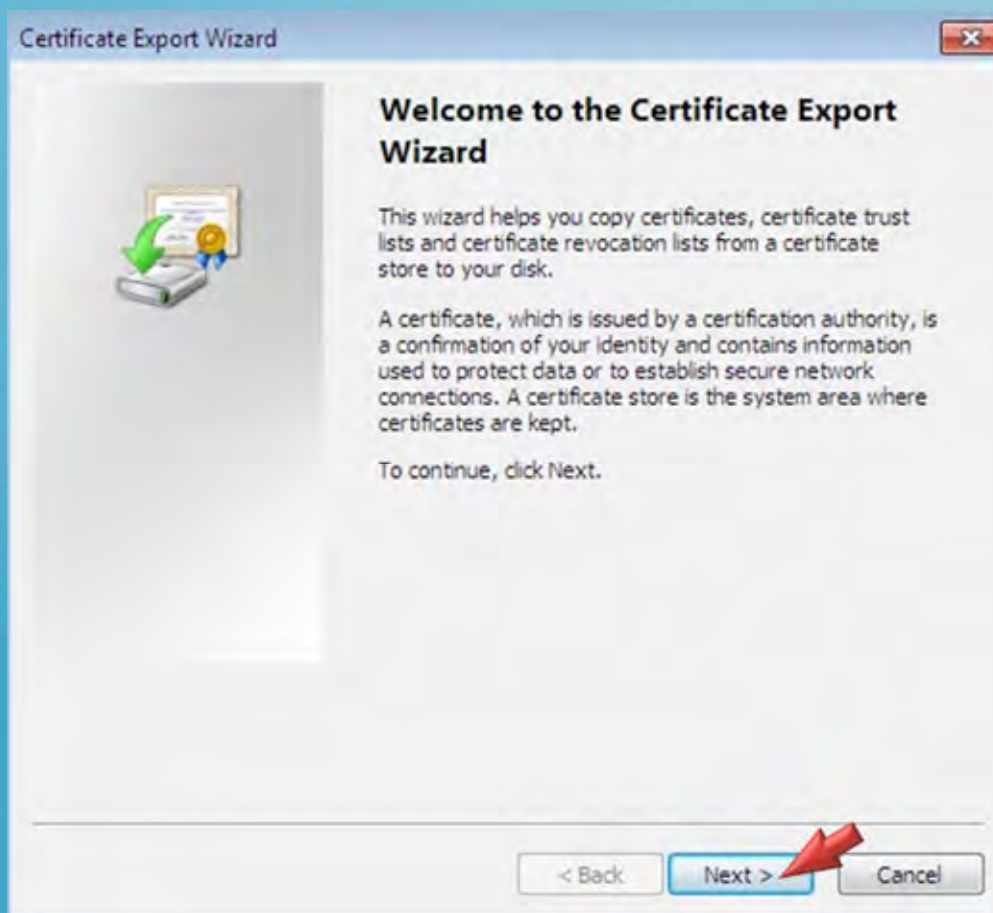 Certificate Export Wizard
Welcome to the Certificate Export
Wizard
This wizard helps you copy certificates, certificate trust
lists and certificate revocation lists from a certificate
store to your disk.
A certificate, which is issued by a certification authority, is
a confirmation of your identity and contains information
used to protect data or to establish secure network
connections. A certificate store is the system area where
certificates are kept.
To continue, click Next.
< Back
Next >
Cancel